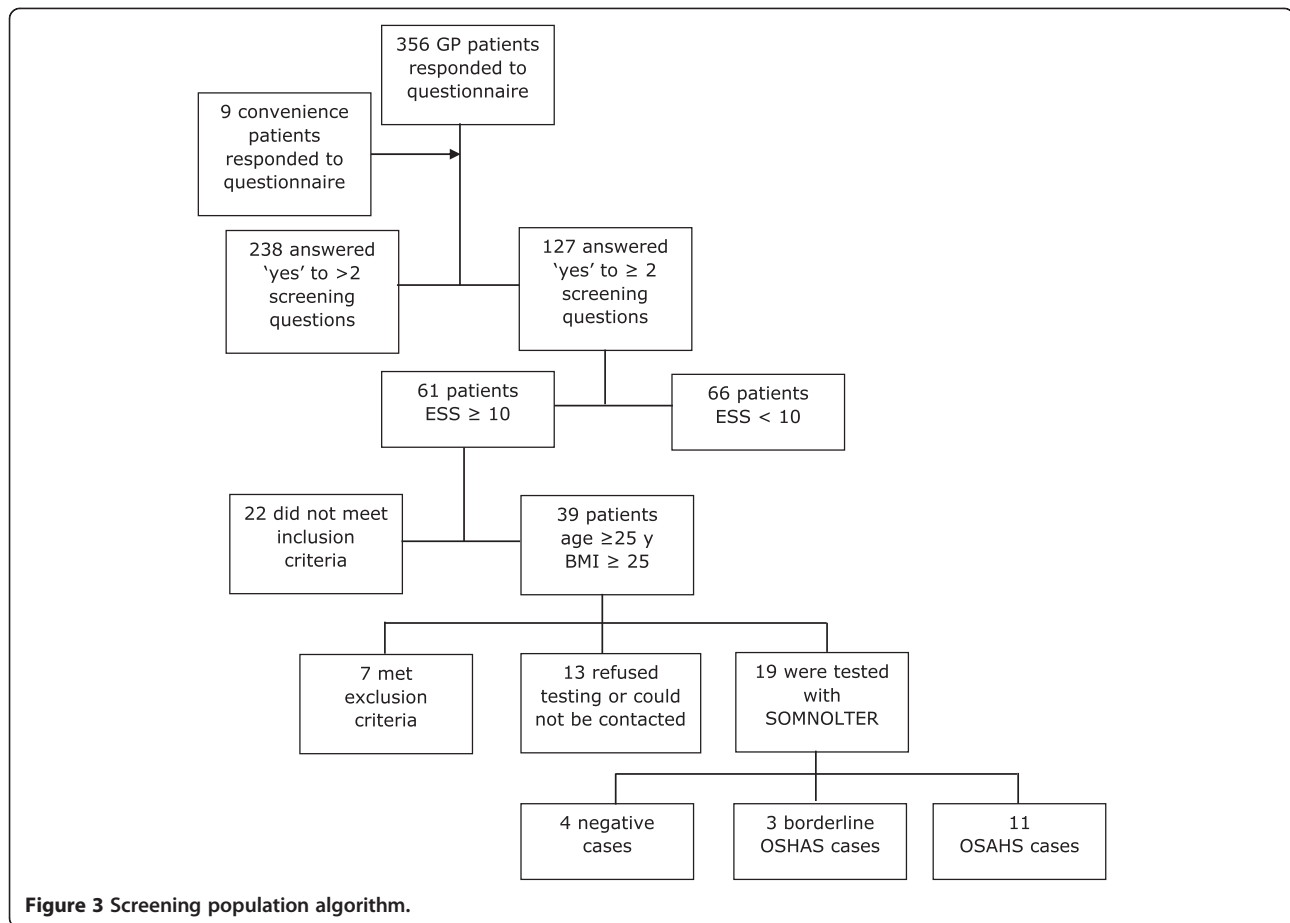 356 GP patients
responded to
questionnaire
9 convenience
patients
responded to
questionnaire
238 answered
‘yes’ to >2
screening
questions
127 answered
‘yes’ to ≥ 2
screening
questions
61 patients
ESS ≥ 10
66 patients
ESS < 10
22 did not meet
inclusion
criteria
39 patients
age ≥25 y
BMI ≥ 25
7 met
exclusion
criteria
13 refused
testing or could
not be contacted
19 were tested
with
SOMNOLTER
4 negative
cases
3 borderline
OSHAS cases
11
OSAHS cases
Figure 3 Screening population algorithm.